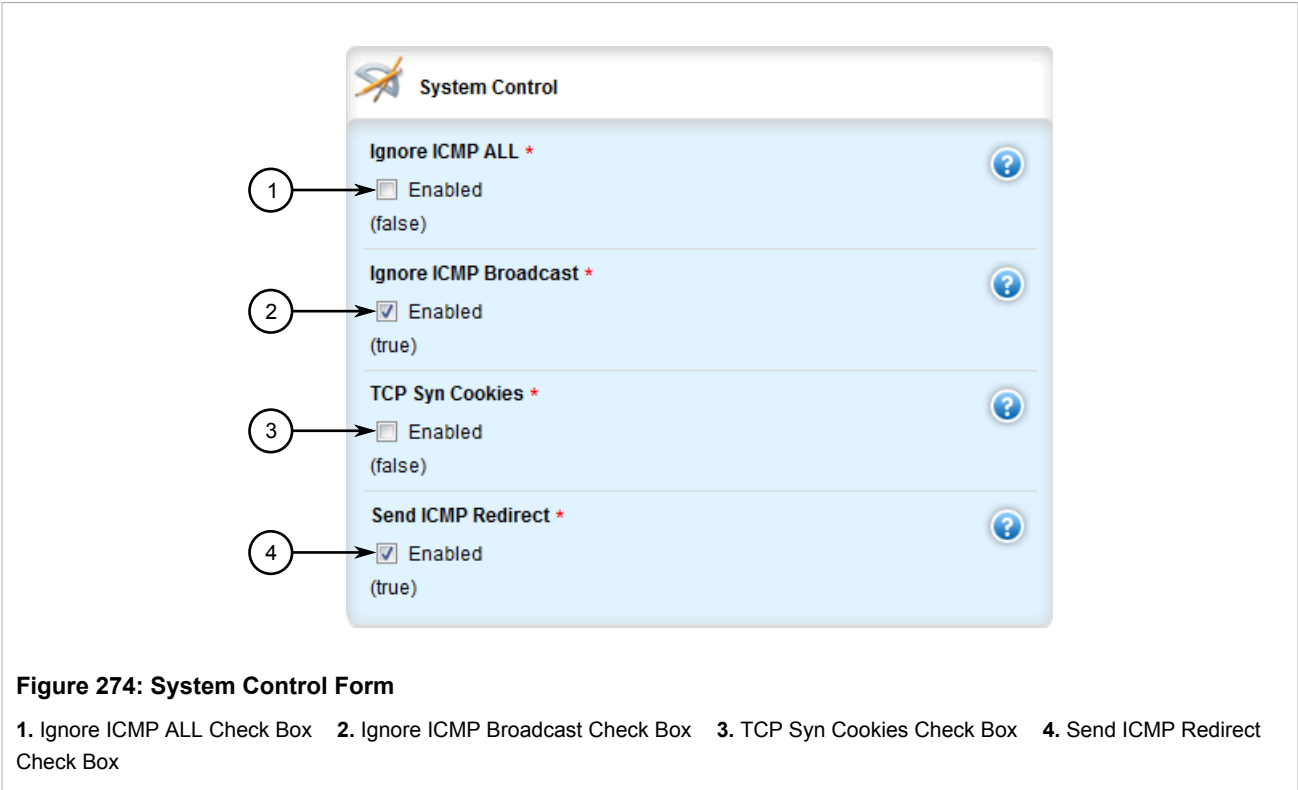 System Control
Ignore ICMP ALL *
1
Enabled
(false)
Ignore ICMP Broadcast *
2
Enabled
(true)
TCP Syn Cookies *
3
Enabled
(false)
Send ICMP Redirect *
4
Enabled
(true)
Figure 274: System Control Form
1. Ignore ICMP ALL Check Box 2. Ignore ICMP Broadcast Check Box 3. TCP Syn Cookies Check Box 4. Send ICMP Redirect
Check Box